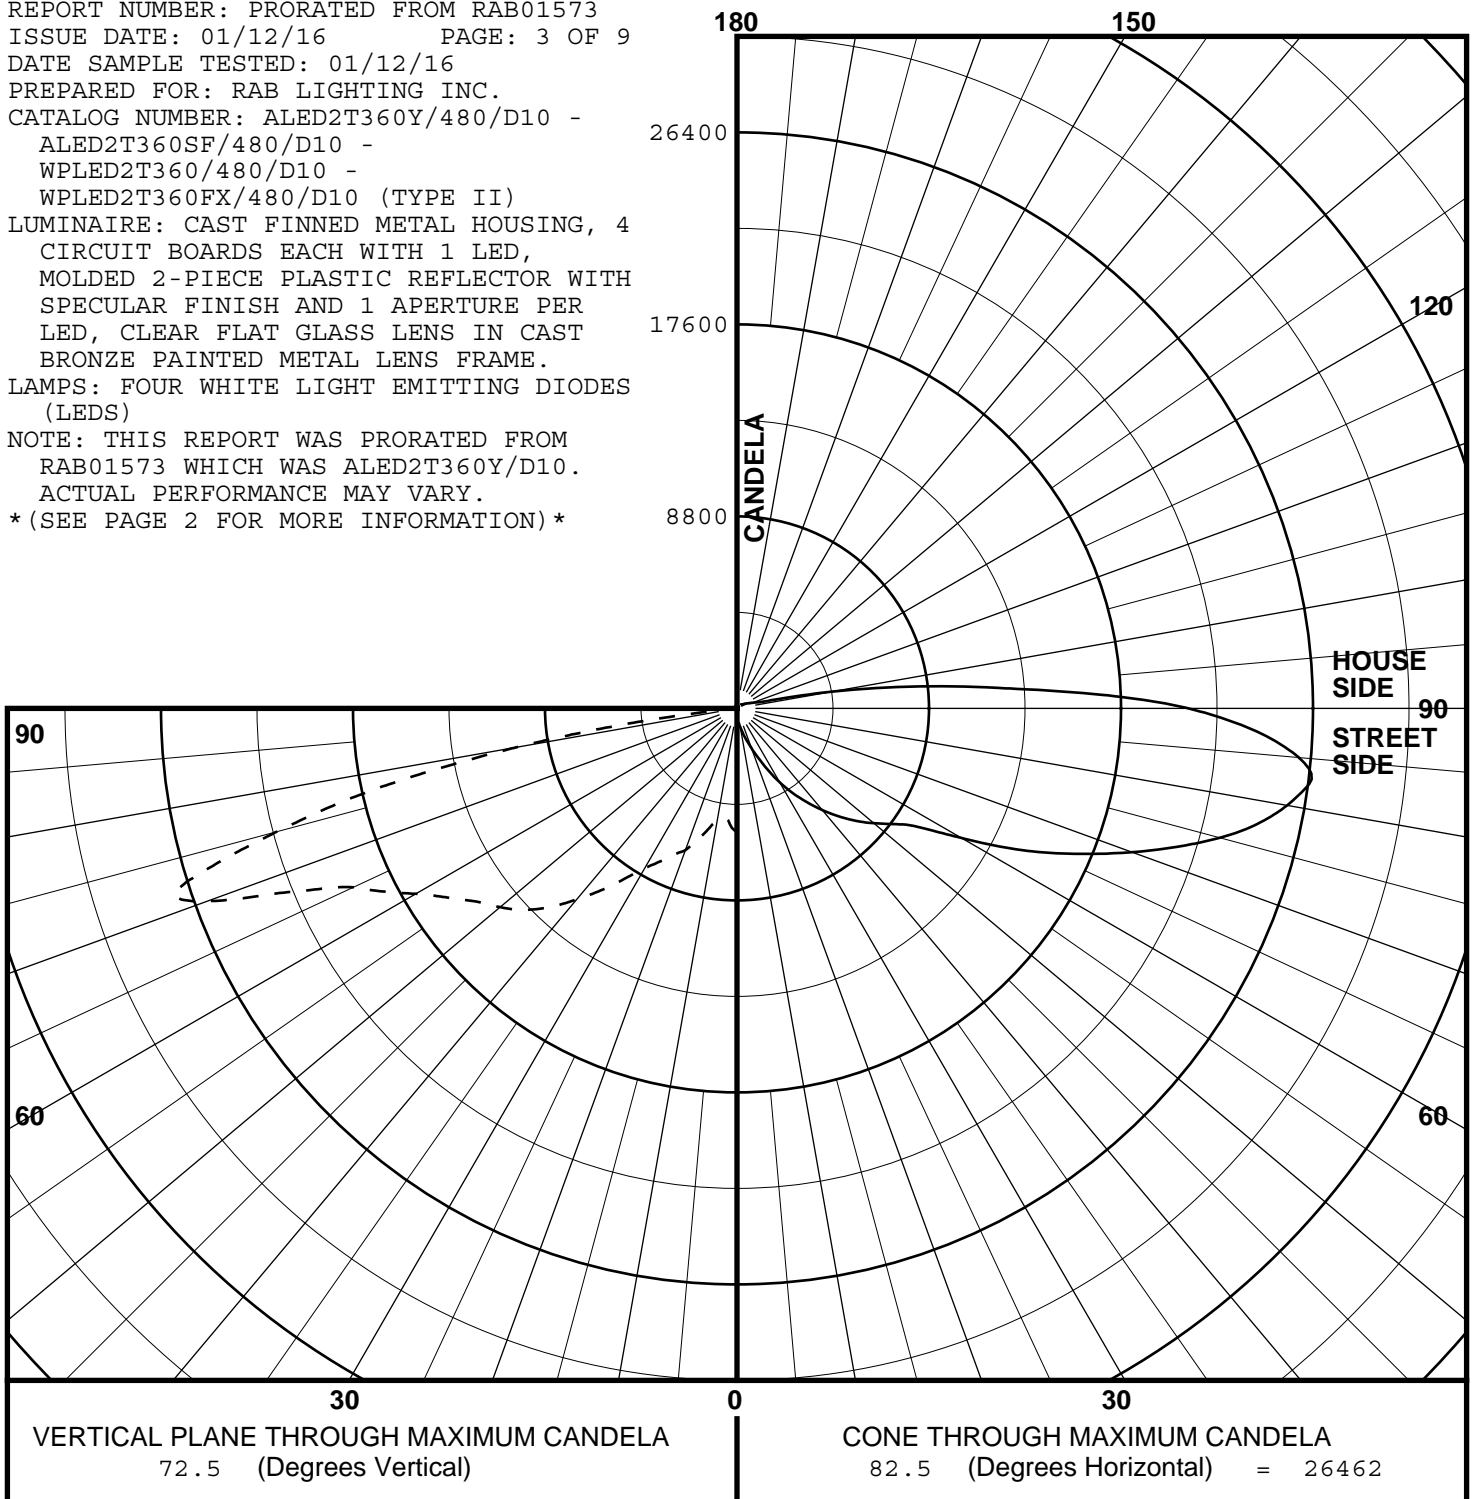 REPORT NUMBER: PRORATED FROM RAB01573
ISSUE DATE: 01/12/16 PAGE: 3 OF 9
DATE SAMPLE TESTED: 01/12/16
PREPARED FOR: RAB LIGHTING INC.
CATALOG NUMBER: ALED2T360Y/480/D10 -
ALED2T360SF/480/D10 -
WPLED2T360/480/D10 -
WPLED2T360FX/480/D10 (TYPE II)
LUMINAIRE: CAST FINNED METAL HOUSING, 4
CIRCUIT BOARDS EACH WITH 1 LED,
MOLDED 2-PIECE PLASTIC REFLECTOR WITH
SPECULAR FINISH AND 1 APERTURE PER
LED, CLEAR FLAT GLASS LENS IN CAST
BRONZE PAINTED METAL LENS FRAME.
LAMPS: FOUR WHITE LIGHT EMITTING DIODES
(LEDS)
NOTE: THIS REPORT WAS PRORATED FROM
RAB01573 WHICH WAS ALED2T360Y/D10.
ACTUAL PERFORMANCE MAY VARY.
*(SEE PAGE 2 FOR MORE INFORMATION)*
180
150
26400
120
17600
CANDELA
8800
HOUSE
SIDE
90
STREET
SIDE
90
60
60
30
0
30
VERTICAL PLANE THROUGH MAXIMUM CANDELA
72.5 (Degrees Vertical)
CONE THROUGH MAXIMUM CANDELA
82.5 (Degrees Horizontal) = 26462